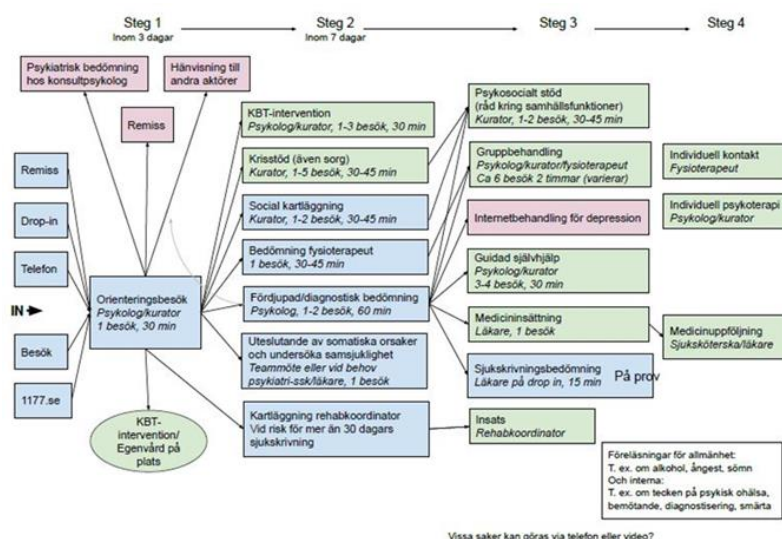 Steg 1
Inom 3 dagar
Steg 2
Inom 7 dagar
Steg 3
Steg 4
Psykiatrisk bedömning
hos konsultpsykolog
Hänvisning till
andra aktörer
Remiss
IN
Remiss
Drop-in
Telefon
Besök
1177.se
Orienteringsbesök
Psykolog/kurator
1 besök, 30 min
KBT-
intervention/
Egenvård på
plats
KBT-intervention
Psykolog/kurator, 1-3 besök, 30 min
Krisstöd (även sorg)
Kurator, 1-5 besök, 30-45 min
Social kartläggning
Kurator, 1-2 besök, 30-45 min
Bedömning fysioterapeut
1 besök, 30-45 min
Fördjupad/diagnostisk bedömning
Psykolog, 1-2 besök, 60 min
Uteslutande av somatiska orsaker
och undersöka samsjuklighet
Teammöte eller vid behov
psykiatri-ssk/läkare, 1 besök
Kartläggning rehabkoordinator
Vid risk för mer än 30 dagars
sjukskrivning
Psykosocialt stöd
(råd kring samhällsfunktioner)
Kurator, 1-2 besök, 30-45 min
Gruppbehandling
Psykolog/kurator/fysioterapeut
Ca 6 besök 2 timmar (varierar)
Internetbehandling för depression
Guidad självhjälp
Psykolog/kurator
3-4 besök, 30 min
Medicininsättning
Läkare, 1 besök
Sjukskrivningsbedömning
Läkare på drop in, 15 min
På prov
Insats
Rehabkoordinator
Individuell kontakt
Fysioterapeut
Individuell psykoterapi
Psykolog/kurator
Medicinuppföljning
Sjuksköterska/läkare
Föreläsningar för allmänhet:
T. ex. om alkohol, ångest, sömn
Och interna:
T. ex. om tecken på psykisk ohälsa,
bemötande, diagnostisering, smärta
Vissa saker kan göras via telefon eller video?